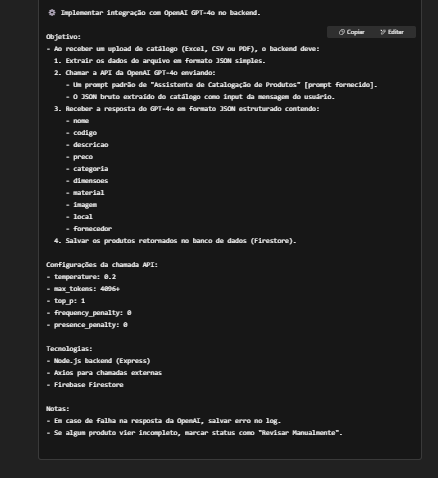 ⚙️ Implementar integração com OpenAI GPT-4o no backend.
Copiar
Editar
Objetivo:
- Ao receber um upload de catálogo (Excel, CSV ou PDF), o backend deve:
1. Extrair os dados do arquivo em formato JSON simples.
2. Chamar a API da OpenAI GPT-4o enviando:
- Um prompt padrão de "Assistente de Catalogação de Produtos" [prompt fornecido].
- O JSON bruto extraído do catálogo como input da mensagem do usuário.
3. Receber a resposta do GPT-4o em formato JSON estruturado contendo:
- nome
- codigo
- descricao
- preco
- categoria
- dimensoes
- material
- imagem
- local
- fornecedor
4. Salvar os produtos retornados no banco de dados (Firestore).
Configurações da chamada API:
- temperature: 0.2
- max_tokens: 4096+
- top_p: 1
- frequency_penalty: 0
- presence_penalty: 0
Tecnologias:
- Node.js backend (Express)
- Axios para chamadas externas
- Firebase Firestore
Notas:
- Em caso de falha na resposta da OpenAI, salvar erro no log.
- Se algum produto vier incompleto, marcar status como "Revisar Manualmente".